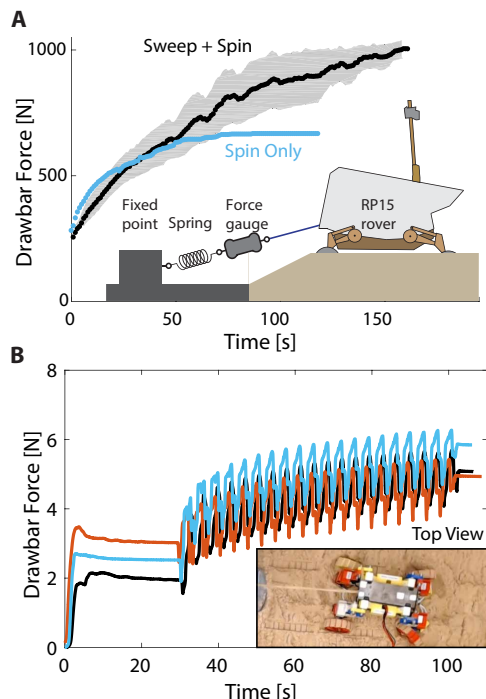 A
Drawbar Force [N]
1000
500
0
Sweep + Spin
Spin Only
Fixed
point
Spring
Force
gauge
RP15
rover
0
50
100
150
Time [s]
B
Drawbar Force [N]
8
6
4
2
0
Top View
0
20
40
60
80
100
Time [s]